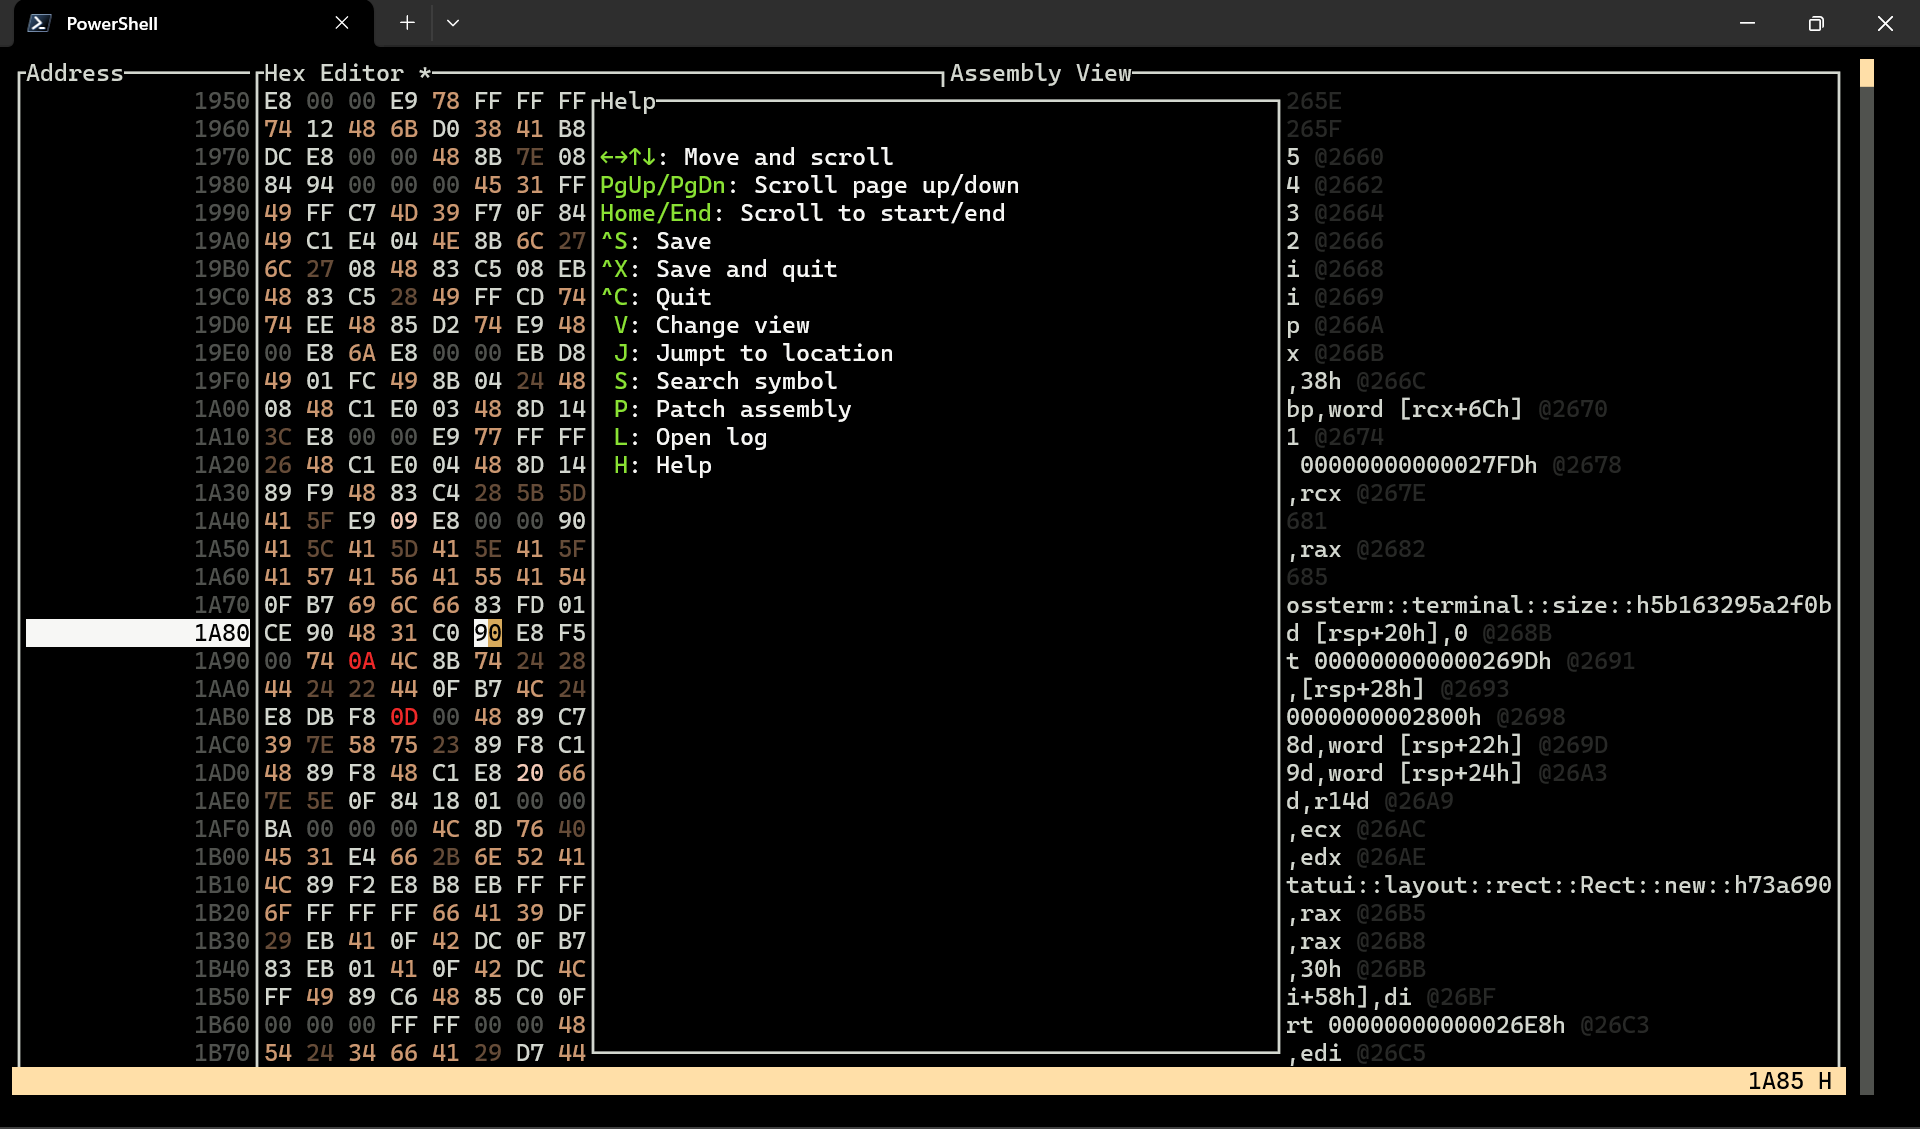 PowerShell
Address Hex Editor * Assembly View
1950 E8 00 00 E9 78 FF FF FF Help 265E
1960 74 12 48 6B D0 38 41 B8 265F
1970 DC E8 00 00 48 8B 7E 08 ←→↑↓: Move and scroll 5 @2660
1980 84 94 00 00 00 45 31 FF PgUp/PgDn: Scroll page up/down 4 @2662
1990 49 FF C7 4D 39 F7 0F 84 Home/End: Scroll to start/end 3 @2664
19A0 49 C1 E4 04 4E 8B 6C 27 ^S: Save 2 @2666
19B0 6C 27 08 48 83 C5 08 EB ^X: Save and quit i @2668
19C0 48 83 C5 28 49 FF CD 74 ^C: Quit i @2669
19D0 74 EE 48 85 D2 74 E9 48 V: Change view p @266A
19E0 00 E8 6A E8 00 00 EB D8 J: Jumpt to location x @266B
19F0 49 01 FC 49 8B 04 24 48 S: Search symbol ,38h @266C
1A00 08 48 C1 E0 03 48 8D 14 P: Patch assembly bp,word [rcx+6Ch] @2670
1A10 3C E8 00 00 E9 77 FF FF L: Open log 1 @2674
1A20 26 48 C1 E0 04 48 8D 14 H: Help 00000000000027FDh @2678
1A30 89 F9 48 83 C4 28 5B 5D ,rcx @267E
1A40 41 5F E9 09 E8 00 00 90 681
1A50 41 5C 41 5D 41 5E 41 5F ,rax @2682
1A60 41 57 41 56 41 55 41 54 685
1A70 0F B7 69 6C 66 83 FD 01 ossterm::terminal::size::h5b163295a2f0b
1A80 CE 90 48 31 C0 90 E8 F5 d [rsp+20h],0 @268B
1A90 00 74 0A 4C 8B 74 24 28 t 000000000000269Dh @2691
1AA0 44 24 22 44 0F B7 4C 24 ,[rsp+28h] @2693
1AB0 E8 DB F8 0D 00 48 89 C7 0000000002800h @2698
1AC0 39 7E 58 75 23 89 F8 C1 8d,word [rsp+22h] @269D
1AD0 48 89 F8 48 C1 E8 20 66 9d,word [rsp+24h] @26A3
1AE0 7E 5E 0F 84 18 01 00 00 d,r14d @26A9
1AF0 BA 00 00 00 4C 8D 76 40 ,ecx @26AC
1B00 45 31 E4 66 2B 6E 52 41 ,edx @26AE
1B10 4C 89 F2 E8 B8 EB FF FF tatui::layout::rect::Rect::new::h73a690
1B20 6F FF FF FF 66 41 39 DF ,rax @26B5
1B30 29 EB 41 0F 42 DC 0F B7 ,rax @26B8
1B40 83 EB 01 41 0F 42 DC 4C ,30h @26BB
1B50 FF 49 89 C6 48 85 C0 0F i+58h],di @26BF
1B60 00 00 00 FF FF 00 00 48 rt 00000000000026E8h @26C3
1B70 54 24 34 66 41 29 D7 44 ,edi @26C5
1A85 H